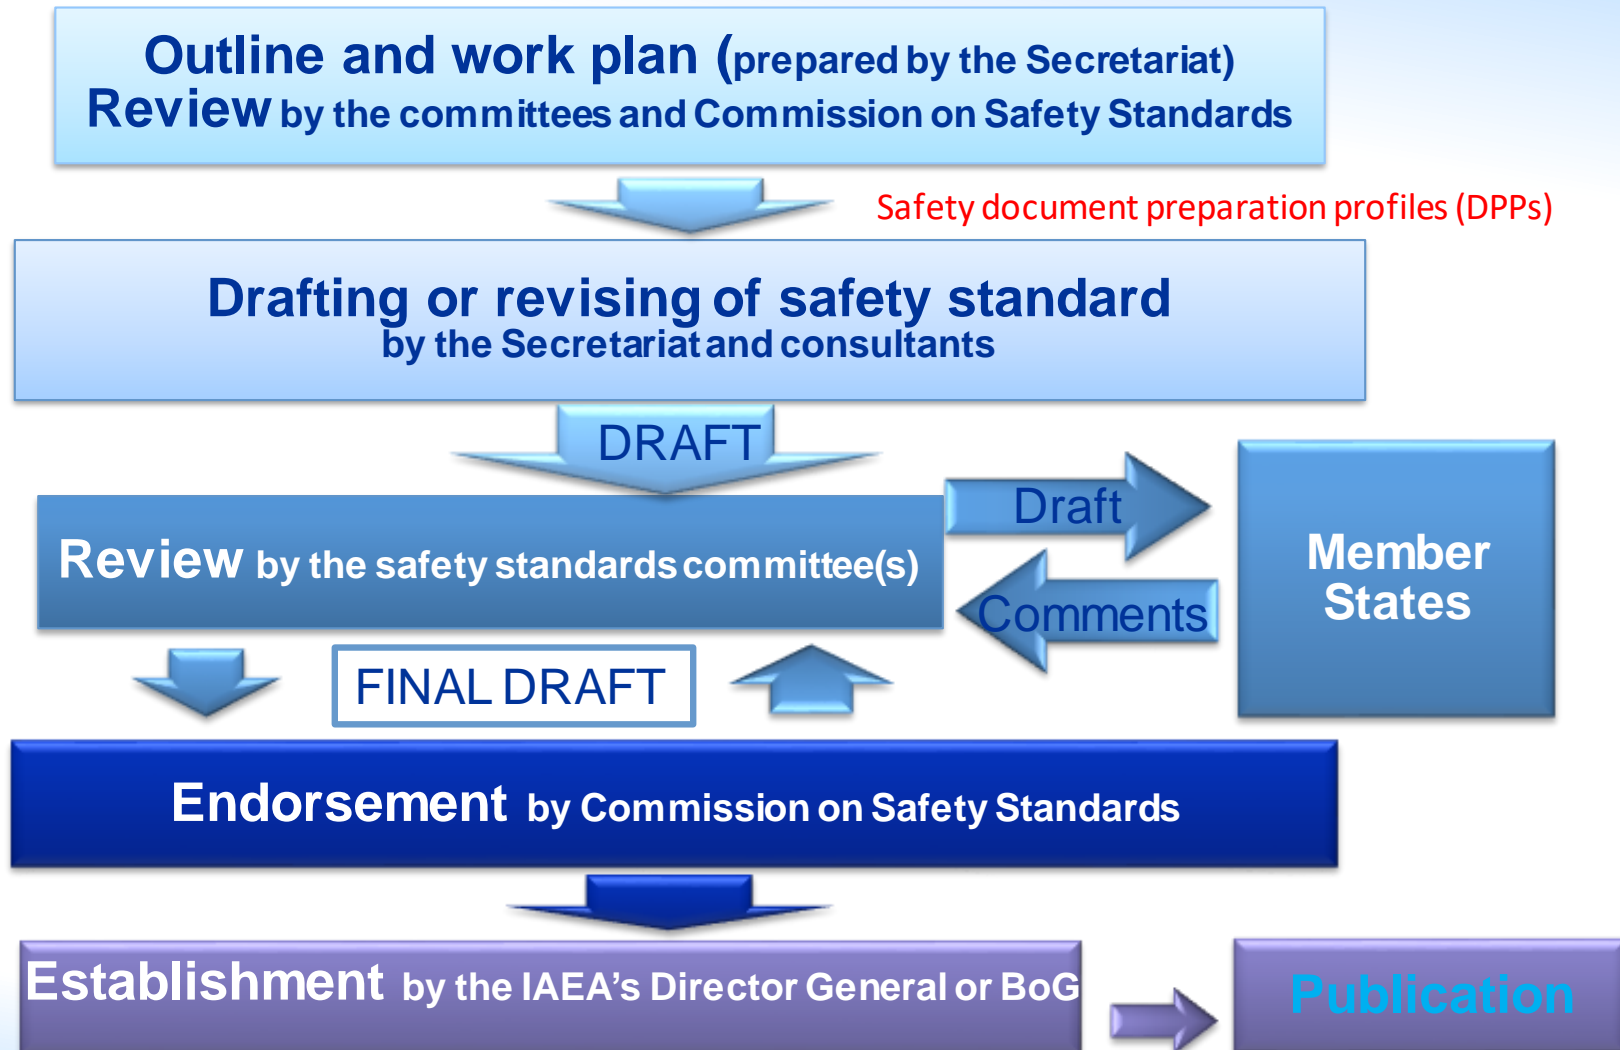 Outline and work plan (prepared by the Secretariat)
Review by the committees and Commission on Safety Standards
Safety document preparation profiles (DPPs)
Drafting or revising of safety standard
by the Secretariat and consultants
DRAFT
Draft
Review by the safety standards committee(s)
Member
States
Comments
FINAL DRAFT
Endorsement by Commission on Safety Standards
Establishment by the IAEA's Director General or BoG
Publication